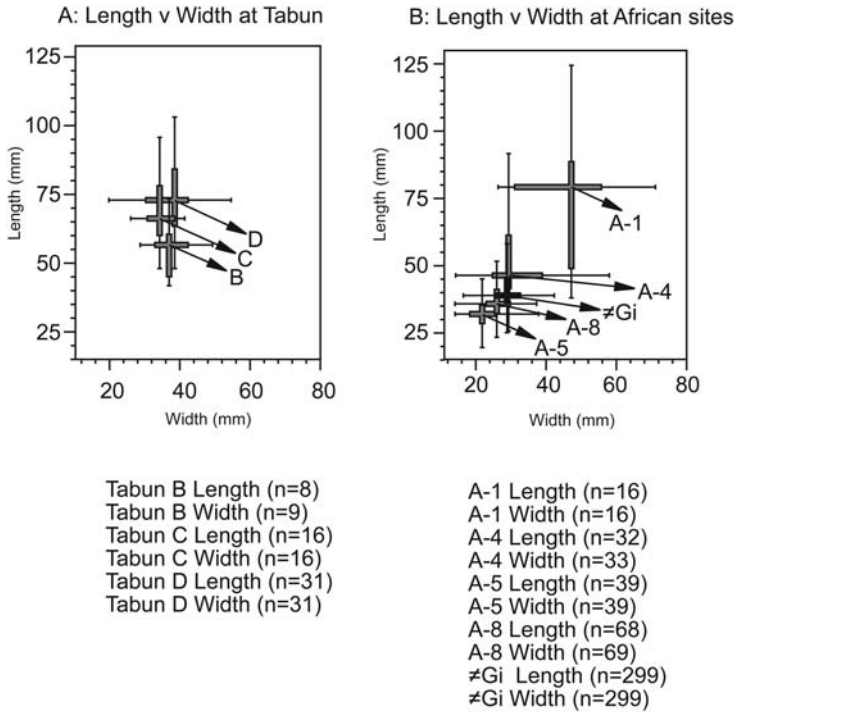 A: Length v Width at Tabun
B: Length v Width at African sites
125
100
75
50
25
Length (mm)
D
C
B
20 40 60 80
Width (mm)
125
100
75
50
25
Length (mm)
A-1
A-4
≠Gi
A-8
A-5
20 40 60 80
Width (mm)
Tabun B Length (n=8)
Tabun B Width (n=9)
Tabun C Length (n=16)
Tabun C Width (n=16)
Tabun D Length (n=31)
Tabun D Width (n=31)
A-1 Length (n=16)
A-1 Width (n=16)
A-4 Length (n=32)
A-4 Width (n=33)
A-5 Length (n=39)
A-5 Width (n=39)
A-8 Length (n=68)
A-8 Width (n=69)
≠Gi  Length (n=299)
≠Gi Width (n=299)